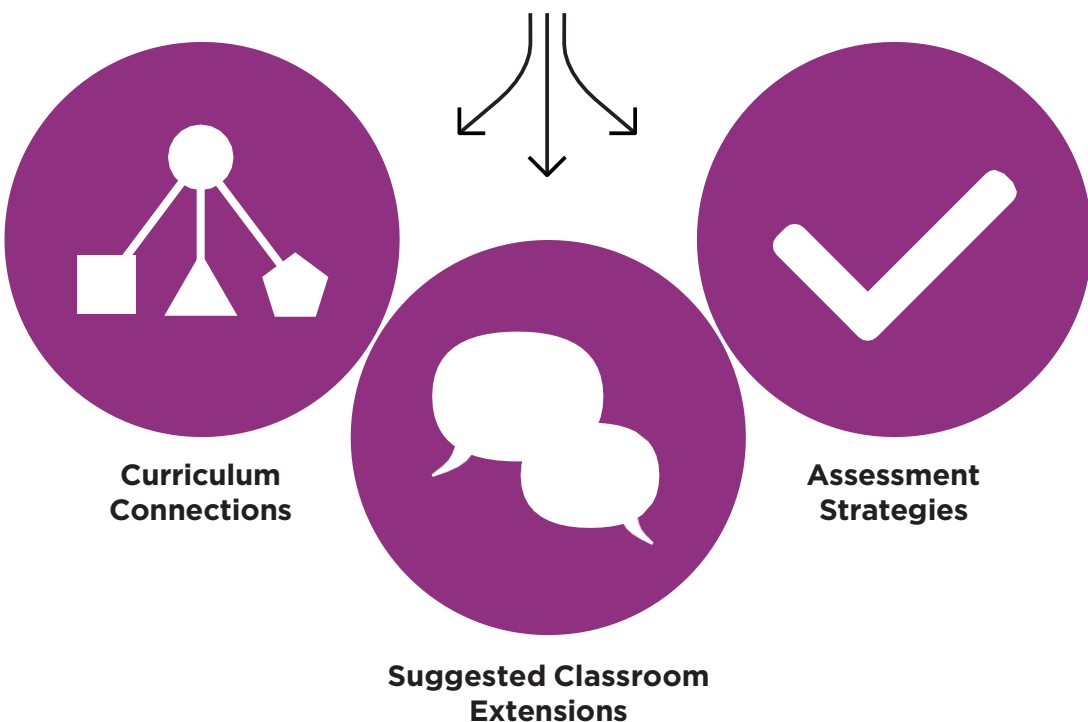 Curriculum
Connections
Assessment
Strategies
Suggested Classroom
Extensions